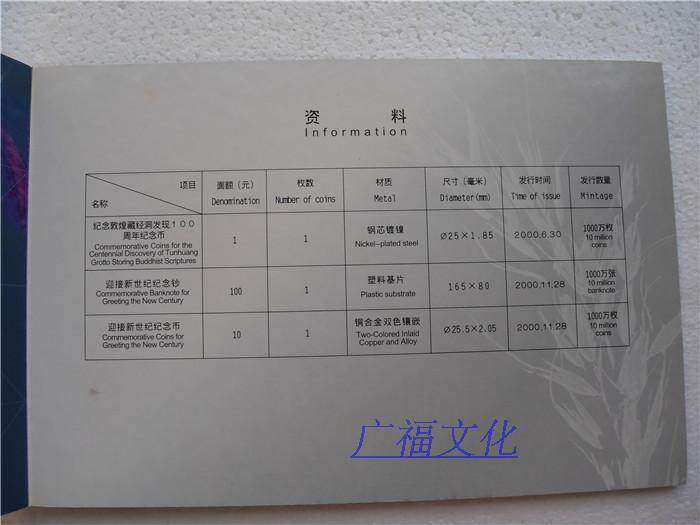 资 料
Information
项目
名称
面额（元）
Denomination
枚数
Number of coins
材质
Metal
尺寸（毫米）
Diameter(mm)
发行时间
Time of issue
发行数量
Mintage
纪念敦煌藏经洞发现１００
周年纪念币
Commemorative Coins for the
Centennial Discovery of Tunhuang
Grotto Storing Buddhist Scriptures
1
1
钢芯镀镍
Nickel-plated steel
Ø25×1.85
2000.6.30
1000万枚
10 million
coins
迎接新世纪纪念钞
Commemorative Banknote for
Greeting the New Century
100
1
塑料基片
Plastic substrate
165×80
2000.11.28
1000万张
10 million
banknote
迎接新世纪纪念币
Commemorative Coins for
Greeting the New Century
10
1
铜合金双色镶嵌
Two-Colored Inlaid
Copper and Alloy
Ø25.5×2.05
2000.11.28
1000万枚
10 million
coins
广福文化